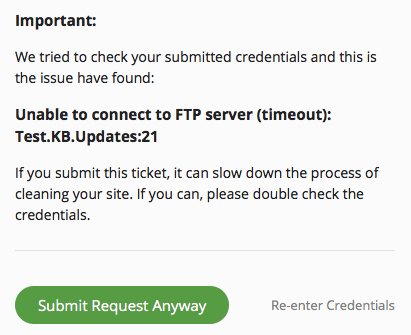 Important:
We tried to check your submitted credentials and this is
the issue have found:
Unable to connect to FTP server (timeout):
Test.KB.Updates:21
If you submit this ticket, it can slow down the process of
cleaning your site. If you can, please double check the
credentials.
Submit Request Anyway
Re-enter Credentials